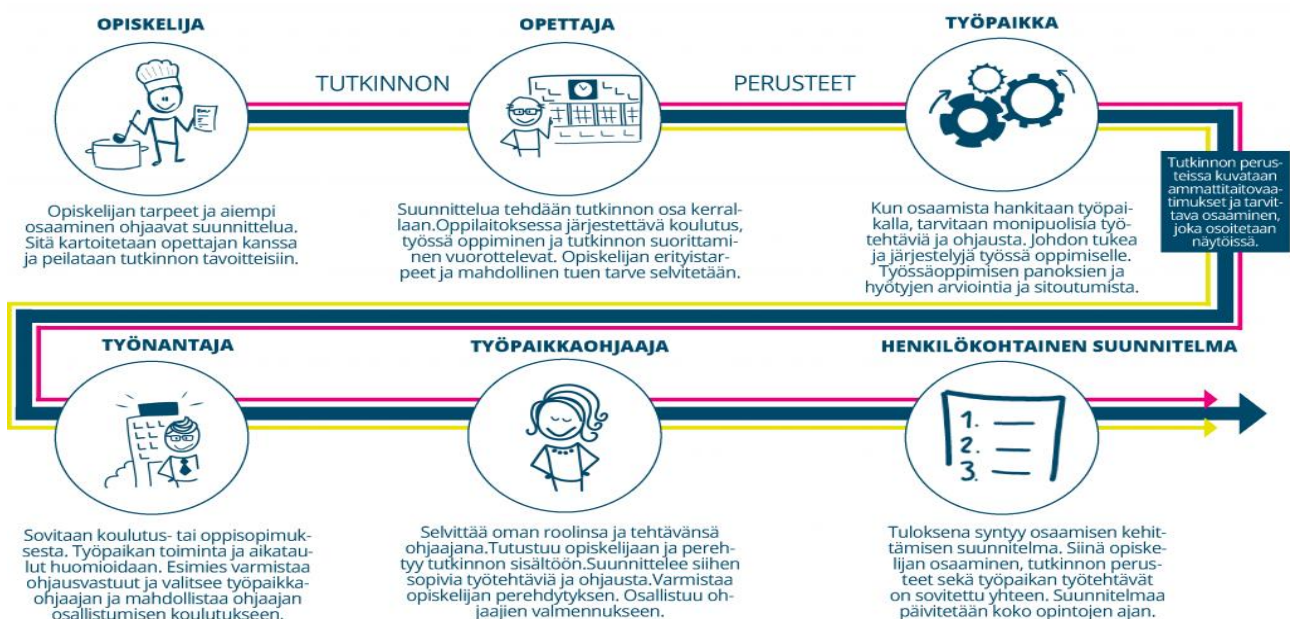 OPISKELIJA
OPETTAJA
TYÖPAIKKA
TUTKINNON
PERUSTEET
Opiskelijan tarpeet ja aiempi
osaaminen ohjaavat suunnittelua.
Sitä kartoitetaan opettajan kanssa
ja peilataan tutkinnon tavoitteisiin.
Suunnittelua tehdään tutkinnon osa kerral-
laan.Oppilaitoksessa järjestettävä koulutus,
työssä oppiminen ja tutkinnon suorittami-
nen vuorottelevat. Opiskelijan erityistar-
peet ja mahdollinen tuen tarve selvitetään.
Kun osaamista hankitaan työpai-
kalla, tarvitaan monipuolisia työ-
tehtäviä ja ohjausta. Johdon tukea
ja järjestelyjä työssä oppimiselle.
Työssäoppimisen panoksien ja
hyötyjen arviointia ja sitoutumista.
Tutkinnon perus-
teissa kuvataan
ammattitaitovaa-
timukset ja tarvit-
tava osaaminen,
joka osoitetaan
näytöissä.
TYÖNANTAJA
TYÖPAIKKAOHJAAJA
HENKILÖKOHTAINEN SUUNNITELMA
1.
2.
3.
Sovitaan koulutus- tai oppisopimuk-
sesta. Työpaikan toiminta ja aikatau-
lut huomioidaan. Esimies varmistaa
ohjausvastuut ja valitsee työpaikka-
ohjaajan ja mahdollistaa ohjaajan
osallistumisen koulutukseen.
Selvittää oman roolinsa ja tehtävänsä
ohjaajana.Tutustuu opiskelijaan ja pereh-
tyy tutkinnon sisältöön.Suunnittelee siihen
sopivia työtehtäviä ja ohjausta.Varmistaa
opiskelijan perehdytyksen. Osallistuu oh-
jaajien valmennukseen.
Tuloksena syntyy osaamisen kehit-
tämisen suunnitelma. Siinä opiske-
lijan osaaminen, tutkinnon perus-
teet sekä työpaikan työtehtävät
on sovitettu yhteen. Suunnitelmaa
päivitetään koko opintojen ajan.